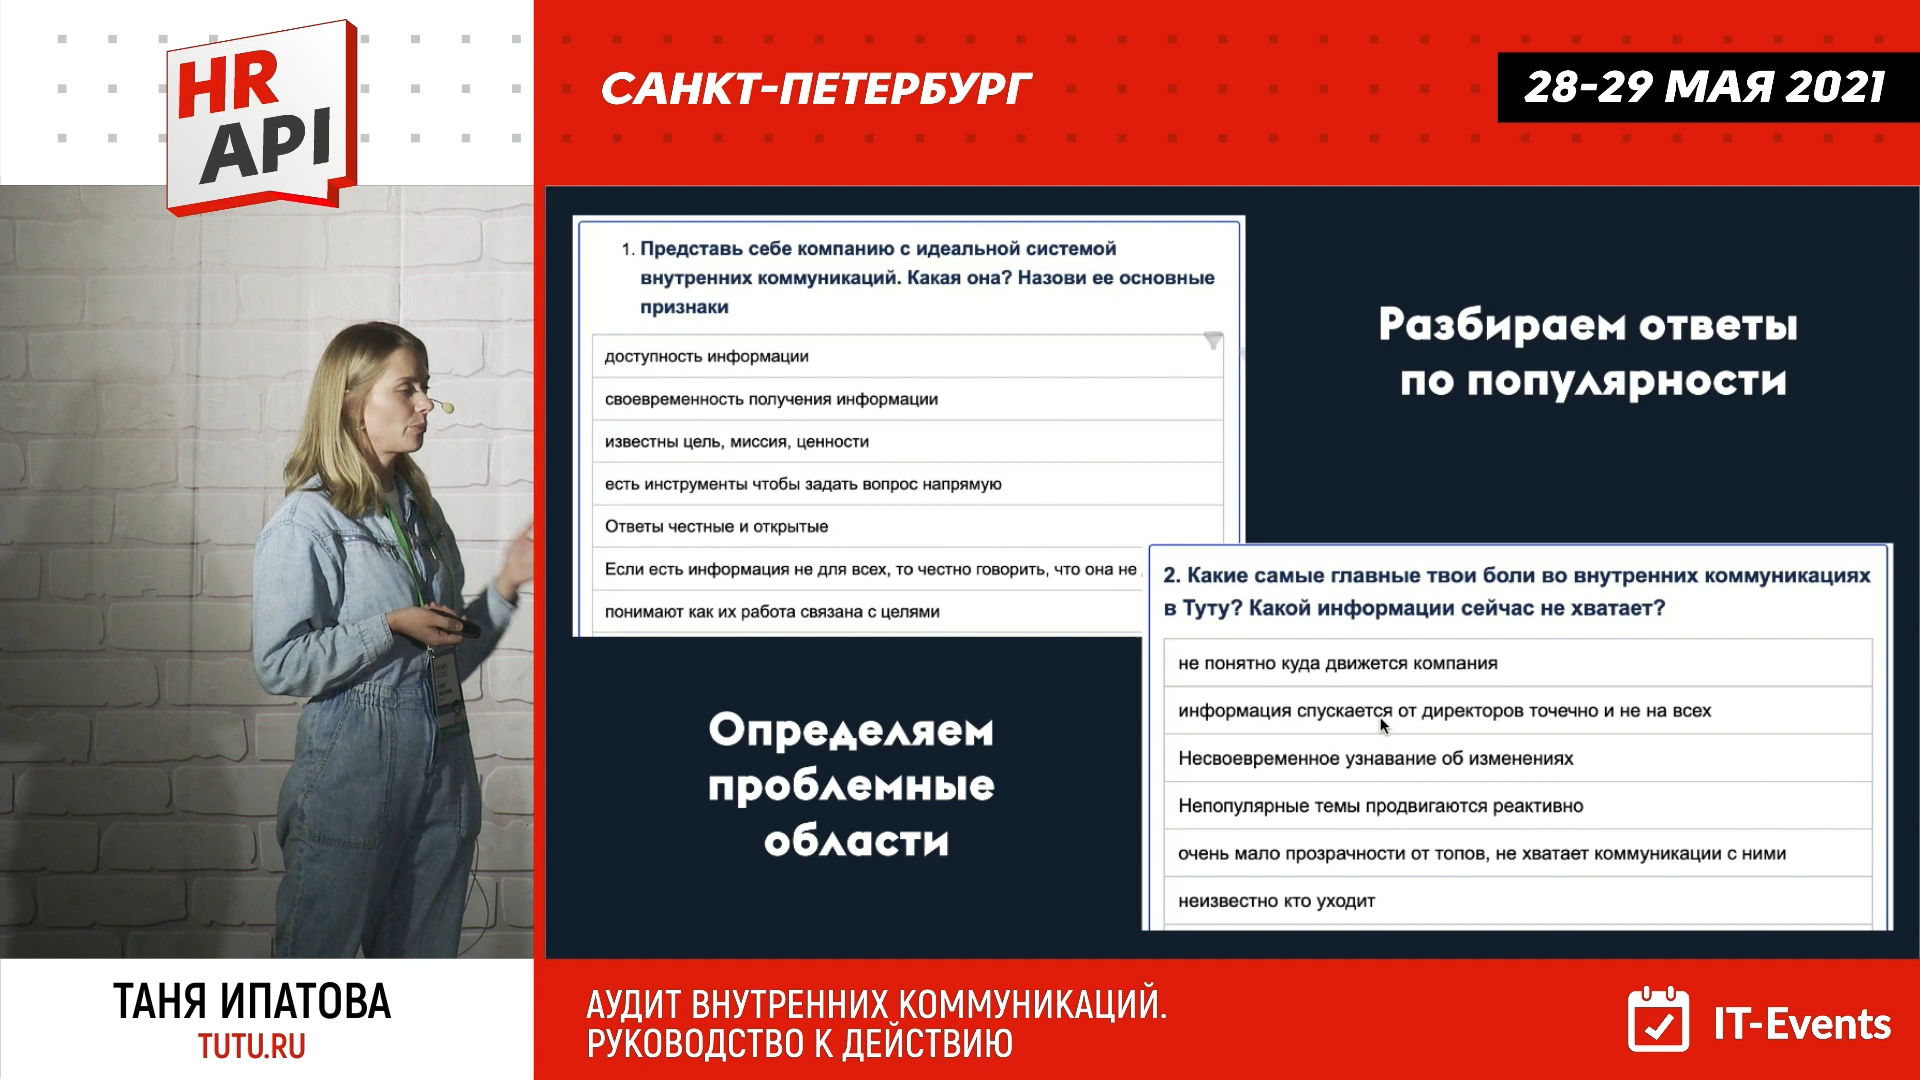 HR
API
САНКТ-ПЕТЕРБУРГ
28-29 МАЯ 2021
1. Представь себе компанию с идеальной системой
внутренних коммуникаций. Какая она? Назови ее основные
признаки
доступность информации
своевременность получения информации
известны цель, миссия, ценности
есть инструменты чтобы задать вопрос напрямую
Ответы честные и открытые
Если есть информация не для всех, то честно говорить, что она не
понимают как их работа связана с целями
Разбираем ответы
по популярности
Определяем
проблемные
области
2. Какие самые главные твои боли во внутренних коммуникациях
в Туту? Какой информации сейчас не хватает?
не понятно куда движется компания
информация спускается от директоров точечно и не на всех
Несвоевременное узнавание об изменениях
Непопулярные темы продвигаются реактивно
очень мало прозрачности от топов, не хватает коммуникации с ними
неизвестно кто уходит
ТАНЯ ИПАТОВА
TUTU.RU
АУДИТ ВНУТРЕННИХ КОММУНИКАЦИЙ.
РУКОВОДСТВО К ДЕЙСТВИЮ
IT-Events